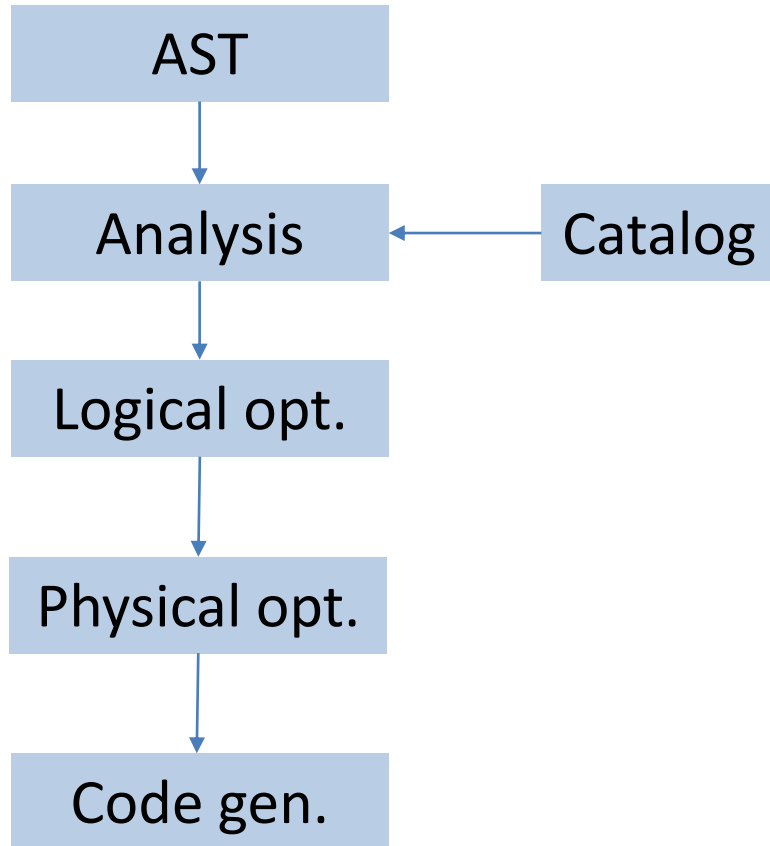 AST
Analysis
Catalog
Logical opt.
Physical opt.
Code gen.